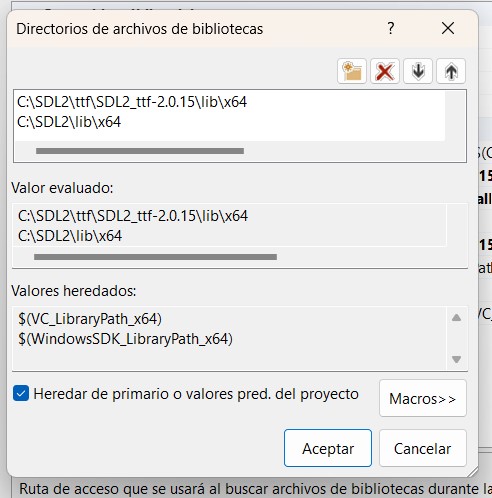 Directorios de archivos de bibliotecas
C:\SDL2\ttf\SDL2_ttf-2.0.15\lib\x64
C:\SDL2\lib\x64
Valor evaluado:
C:\SDL2\ttf\SDL2_ttf-2.0.15\lib\x64
C:\SDL2\lib\x64
Valores heredados:
$(VC_LibraryPath_x64)
$(WindowsSDK_LibraryPath_x64)
Heredar de primario o valores pred. del proyecto
Macros>>
Aceptar
Cancelar
Ruta de acceso que se usará al buscar archivos de bibliotecas durante la